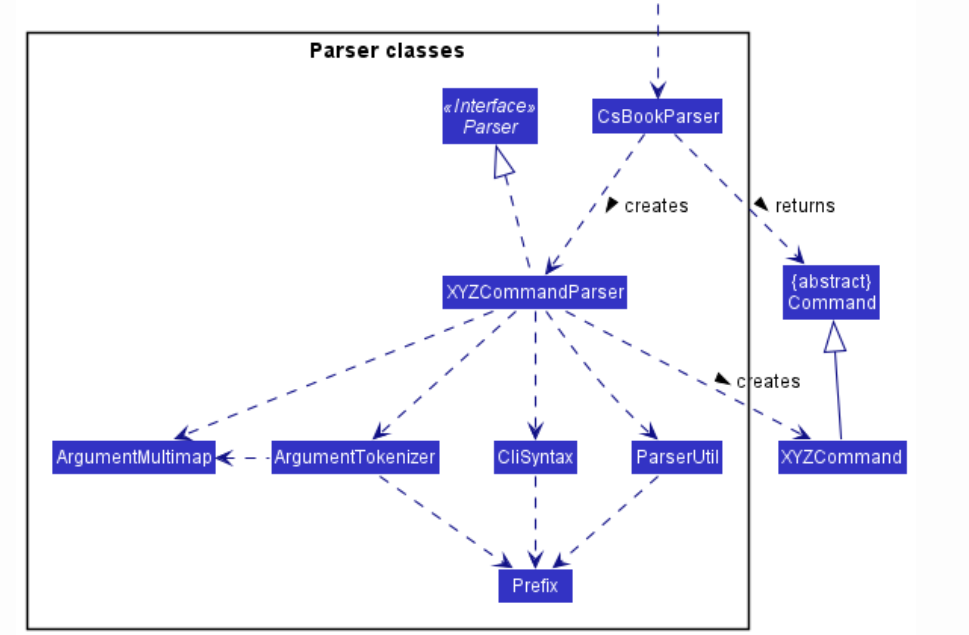 Parser classes
«Interface»
Parser
CsBookParser
creates
returns
XYZCommandParser
{abstract}
Command
creates
ArgumentMultimap
ArgumentTokenizer
CliSyntax
ParserUtil
XYZCommand
Prefix